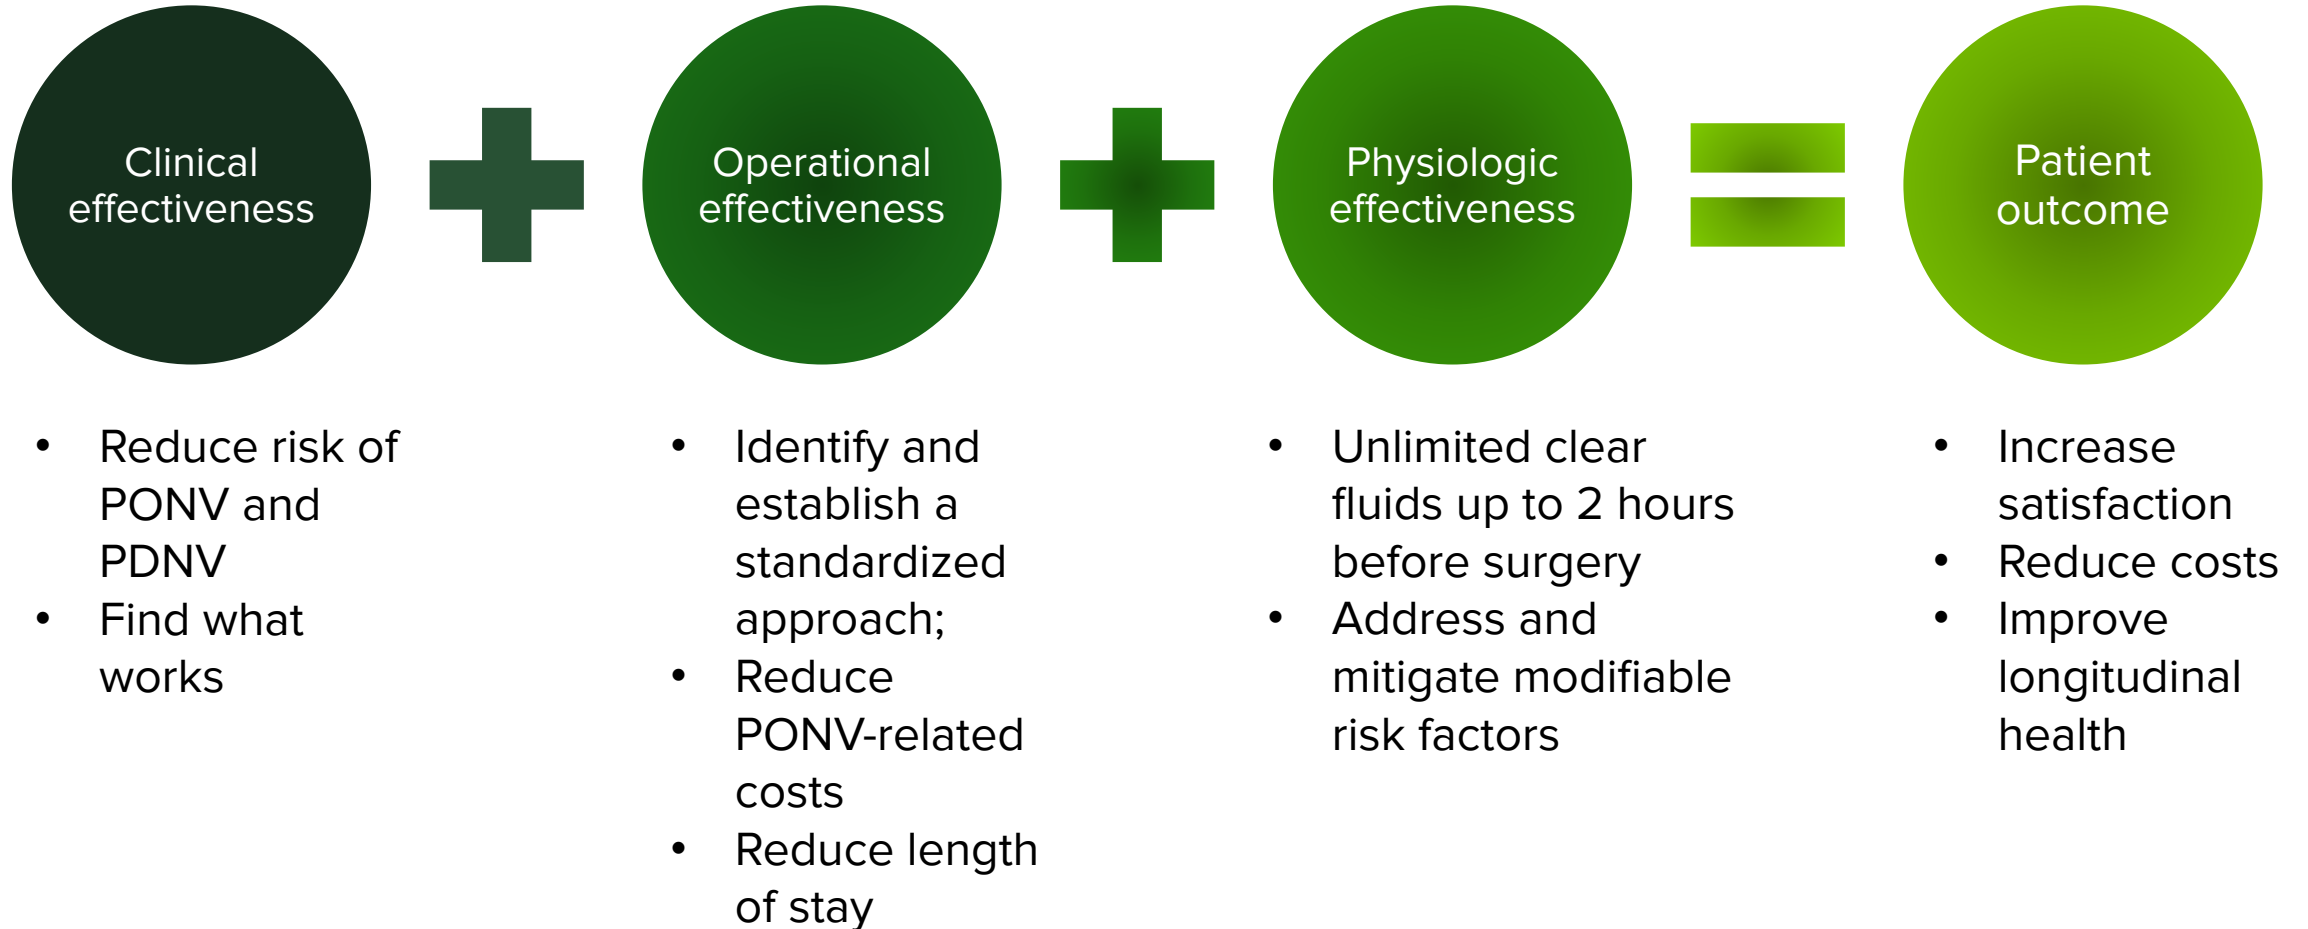 Clinical
effectiveness
Operational
effectiveness
Physiologic
effectiveness
Patient
outcome
• Reduce risk of
PONV and
PDNV
• Find what
works
• Identify and
establish a
standardized
approach;
• Reduce
PONV-related
costs
• Reduce length
of stay
• Unlimited clear
fluids up to 2 hours
before surgery
• Address and
mitigate modifiable
risk factors
• Increase
satisfaction
• Reduce costs
• Improve
longitudinal
health